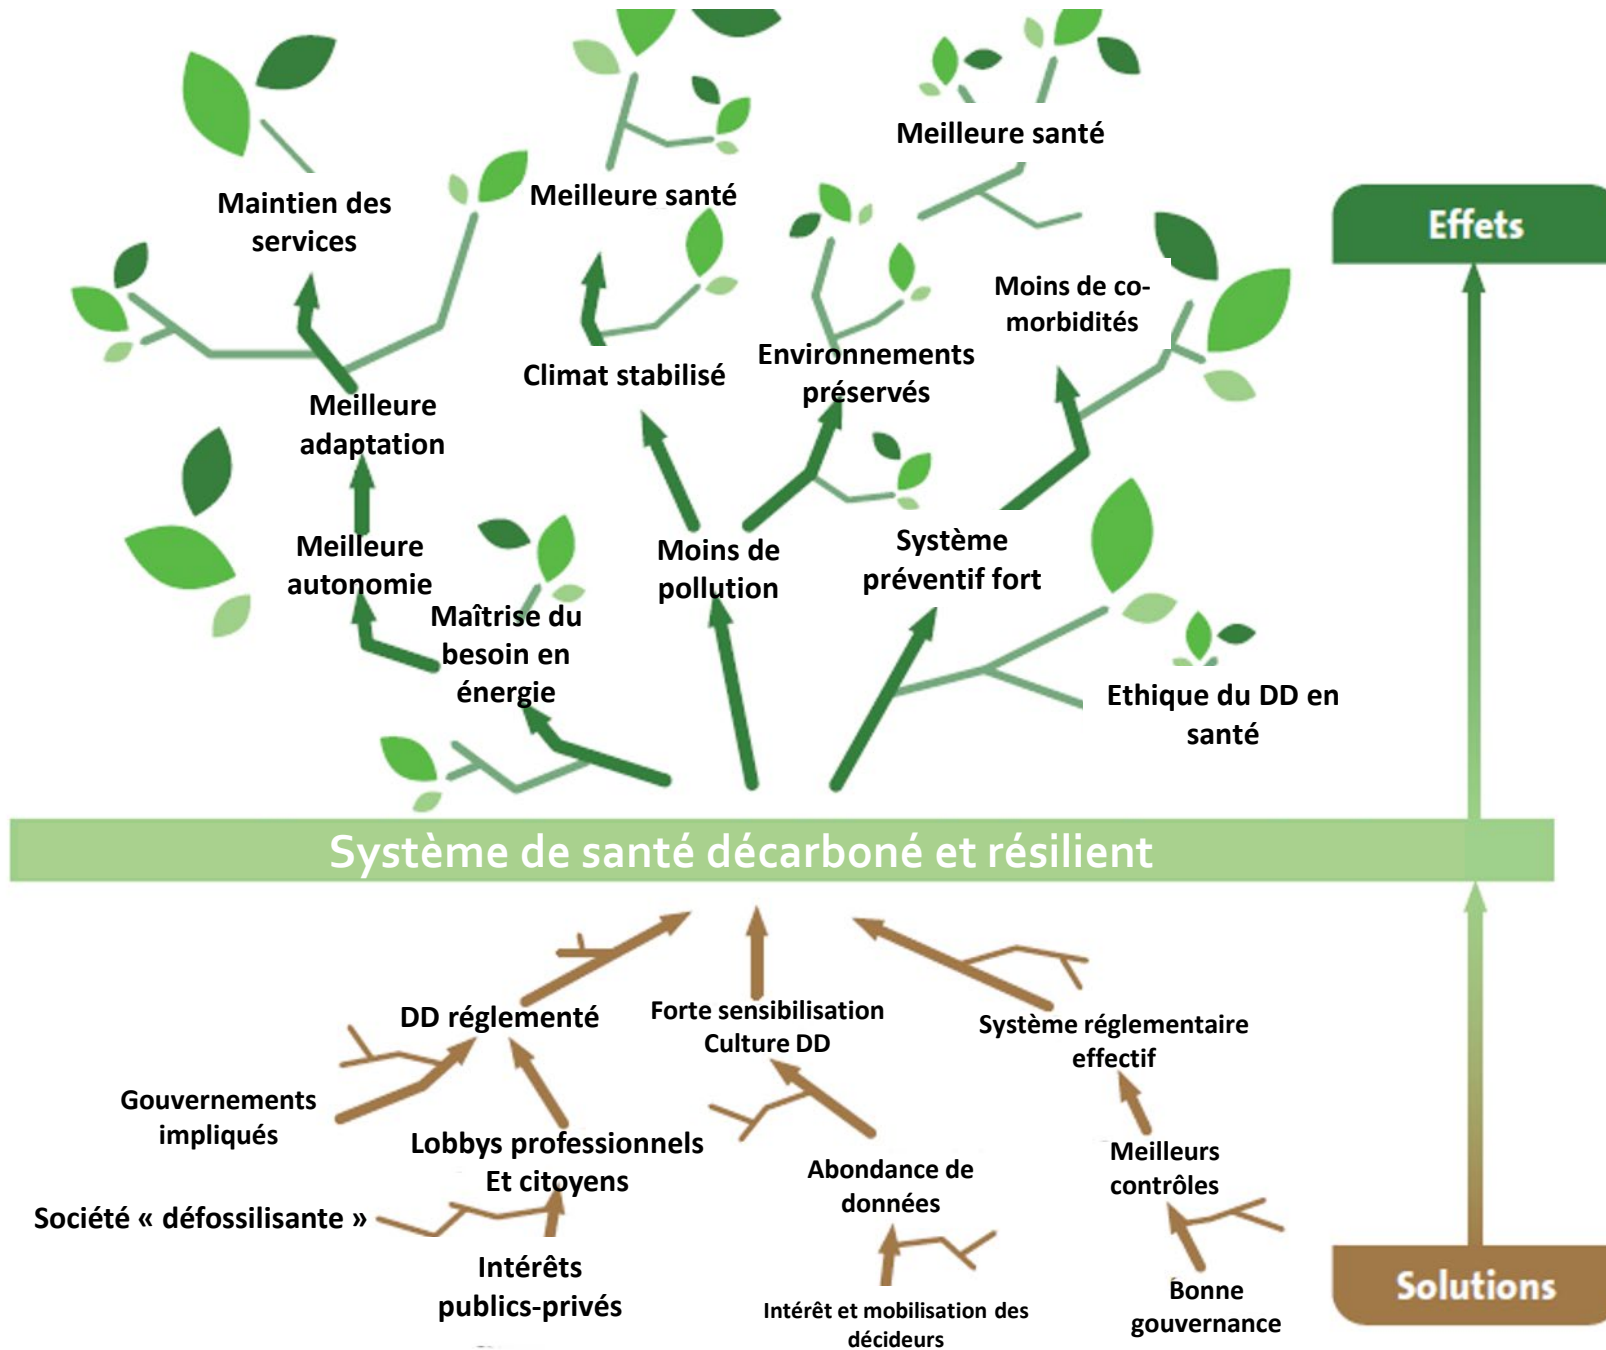 Meilleure santé
Maintien des
services
Meilleure santé
Effets
Moins de co-
morbidités
Environnements
préservés
Climat stabilisé
Meilleure
adaptation
Meilleure
autonomie
Moins de
pollution
Système
préventif fort
Maîtrise du
besoin en
énergie
Ethique du DD en
santé
Système de santé décarboné et résilient
DD réglementé
Forte sensibilisation
Culture DD
Système réglementaire
effectif
Gouvernements
impliqués
Lobbys professionnels
Et citoyens
Abondance de
données
Meilleurs
contrôles
Société « défossilisante »
Intérêts
publics-privés
Intérêt et mobilisation des
décideurs
Bonne
gouvernance
Solutions